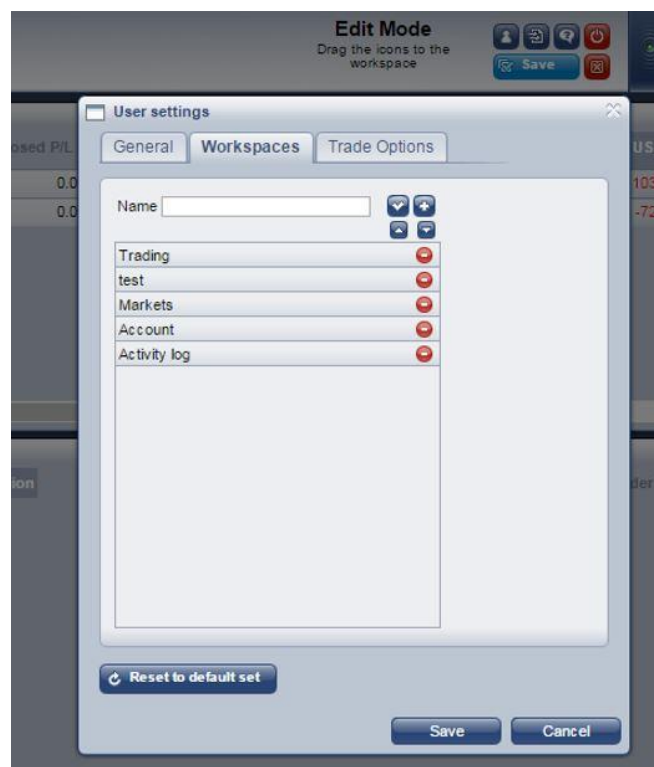 Edit Mode
Drag the icons to the
workspace
Save
User settings
General Workspaces Trade Options
osed P/L
US
0.0
103
0.0
-72
Name
Trading
test
Markets
Account
Activity log
ion
der
Reset to default set
Save Cancel